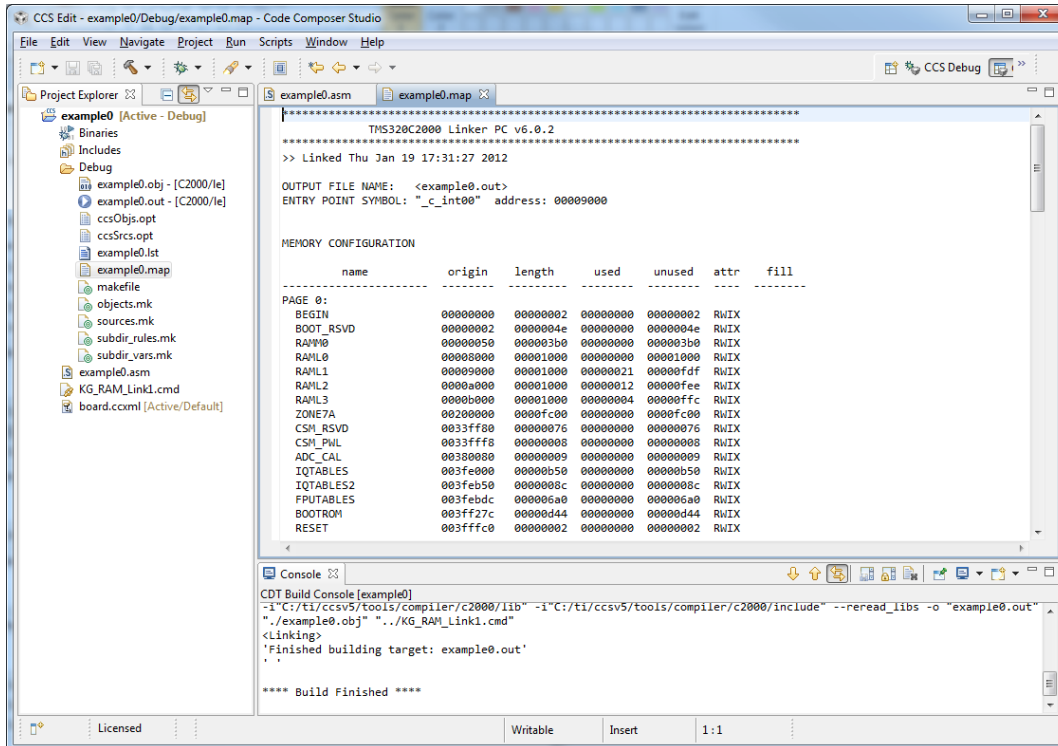 CCS Edit - example0/Debug/example0.map - Code Composer Studio
File Edit View Navigate Project Run Scripts Window Help
CCS Debug
Project Explorer
example0 [Active - Debug]
Binaries
Includes
Debug
example0.obj - [C2000/le]
example0.out - [C2000/le]
ccsObjs.opt
ccsSrcs.opt
example0.lst
example0.map
makefile
objects.mk
sources.mk
subdir_rules.mk
subdir_vars.mk
example0.asm
KG_RAM_Link1.cmd
board.ccxml [Active/Default]
example0.asm example0.map
******************************************************************************
TMS320C2000 Linker PC v6.0.2
******************************************************************************
>> Linked Thu Jan 19 17:31:27 2012
OUTPUT FILE NAME: <example0.out>
ENTRY POINT SYMBOL: "_c_int00" address: 00009000
MEMORY CONFIGURATION
name origin length used unused attr fill
---------------------- -------- --------- -------- -------- ---- --------
PAGE 0:
BEGIN 00000000 00000002 00000000 00000002 RWIX
BOOT_RSVD 00000002 0000004e 00000000 0000004e RWIX
RAMM0 00000050 000003b0 00000000 000003b0 RWIX
RAML0 00008000 00001000 00000000 00001000 RWIX
RAML1 00009000 00001000 00000021 00000fdf RWIX
RAML2 0000a000 00001000 00000012 00000fee RWIX
RAML3 0000b000 00001000 00000004 00000ffc RWIX
ZONE7A 00200000 0000fc00 00000000 0000fc00 RWIX
CSM_RSVD 0033ff80 00000076 00000000 00000076 RWIX
CSM_PWL 0033fff8 00000008 00000000 00000008 RWIX
ADC_CAL 00380080 00000009 00000000 00000009 RWIX
IQTABLES 003fe000 00000b50 00000000 00000b50 RWIX
IQTABLES2 003feb50 0000008c 00000000 0000008c RWIX
FPUTABLES 003febdc 000006a0 00000000 000006a0 RWIX
BOOTROM 003ff27c 00000d44 00000000 00000d44 RWIX
RESET 003fffc0 00000002 00000000 00000002 RWIX
Console
CDT Build Console [example0]
-i"C:/ti/ccsv5/tools/compiler/c2000/lib" -i"C:/ti/ccsv5/tools/compiler/c2000/include" --reread_libs -o "example0.out"
"./example0.obj" "../KG_RAM_Link1.cmd"
<Linking>
'Finished building target: example0.out'
' '
**** Build Finished ****
Licensed Writable Insert 1:1